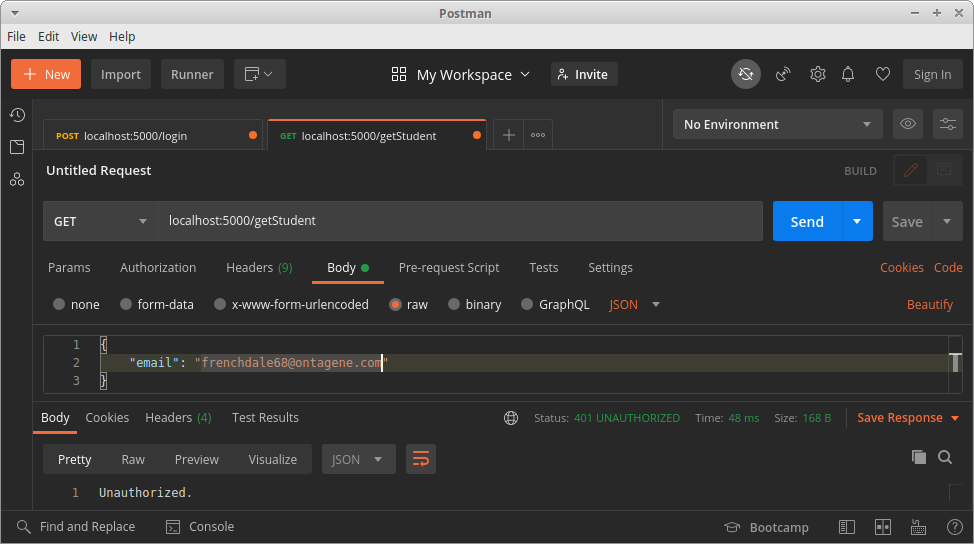 Postman
File Edit View Help
+ New Import Runner My Workspace Invite Sign In
POST localhost:5000/login GET localhost:5000/getStudent + ooo No Environment
Untitled Request BUILD
GET localhost:5000/getStudent Send Save
Params Authorization Headers (9) Body Pre-request Script Tests Settings Cookies Code
none form-data x-www-form-urlencoded raw binary GraphQL JSON Beautify
1 {
2 "email": "frenchdale68@ontagene.com"
3 }
Body Cookies Headers (4) Test Results Status: 401 UNAUTHORIZED Time: 48 ms Size: 168 B Save Response
Pretty Raw Preview Visualize JSON
1 Unauthorized.
Find and Replace Console Bootcamp ?